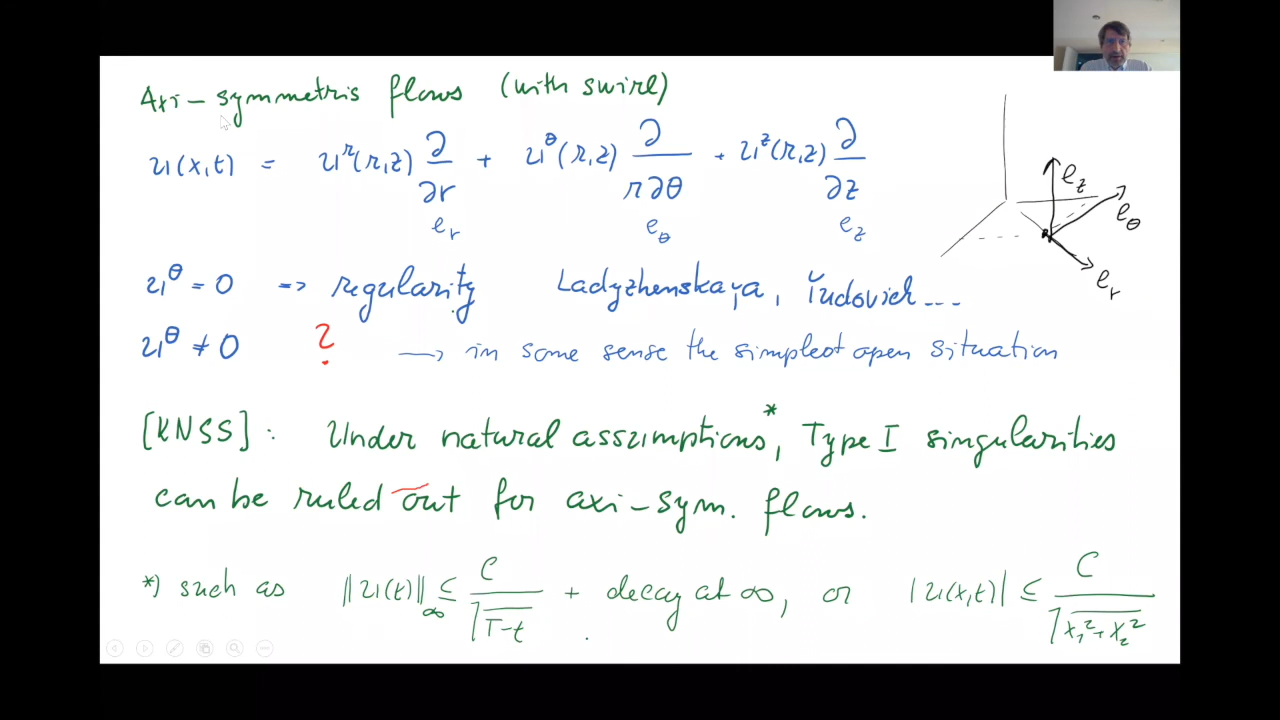 Axi-symmetris flows (with swirl)
u(x,t) = u^r(r,z) ∂/∂r + u^θ(r,z) ∂/r∂θ + u^z(r,z) ∂/∂z
e_r e_θ e_z
e_z
e_θ
e_r
u^θ = 0 → regularity Ladyzhenskaya, Yudovich ...
u^θ ≠ 0 ? → in some sense the simplest open situation
[KNSS]: Under natural assumptions*, Type I singularities
can be ruled out for axi-sym. flows.
*) such as ||u(t)||_∞ ≤ C/√(T-t) + decay at ∞, or |u(x,t)| ≤ C/√(x_1^2+x_2^2)